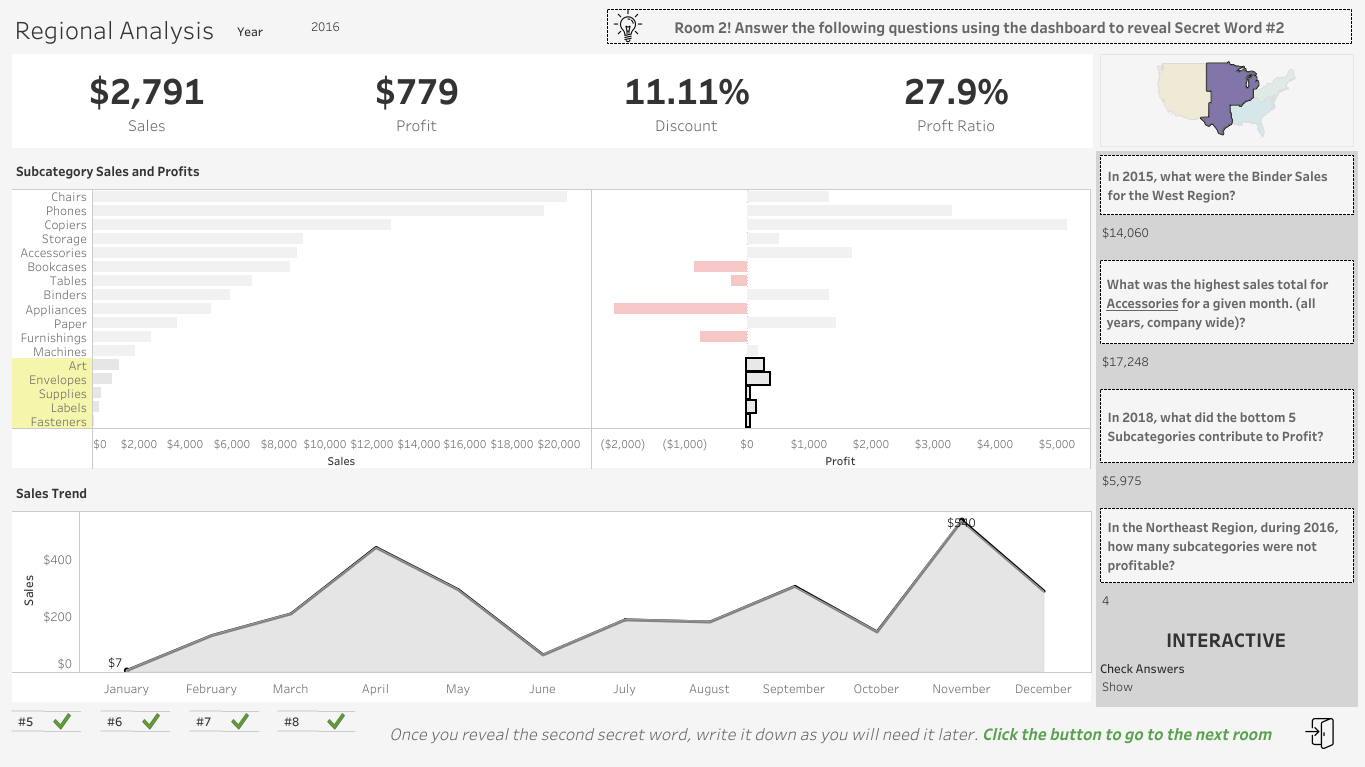 Regional Analysis Year 2016
Room 2! Answer the following questions using the dashboard to reveal Secret Word #2
$2,791 $779 11.11% 27.9%
Sales Profit Discount Proft Ratio
Subcategory Sales and Profits
Chairs
Phones
Copiers
Storage
Accessories
Bookcases
Tables
Binders
Appliances
Paper
Furnishings
Machines
Art
Envelopes
Supplies
Labels
Fasteners
$0 $2,000 $4,000 $6,000 $8,000 $10,000 $12,000 $14,000 $16,000 $18,000 $20,000 ($2,000) ($1,000) $0 $1,000 $2,000 $3,000 $4,000 $5,000
Sales Profit
Sales Trend
Sales
$400
$200
$0
$7
$540
January February March April May June July August September October November December
In 2015, what were the Binder Sales
for the West Region?
$14,060
What was the highest sales total for
Accessories for a given month. (all
years, company wide)?
$17,248
In 2018, what did the bottom 5
Subcategories contribute to Profit?
$5,975
In the Northeast Region, during 2016,
how many subcategories were not
profitable?
4
INTERACTIVE
Check Answers
Show
#5 #6 #7 #8
Once you reveal the second secret word, write it down as you will need it later. Click the button to go to the next room